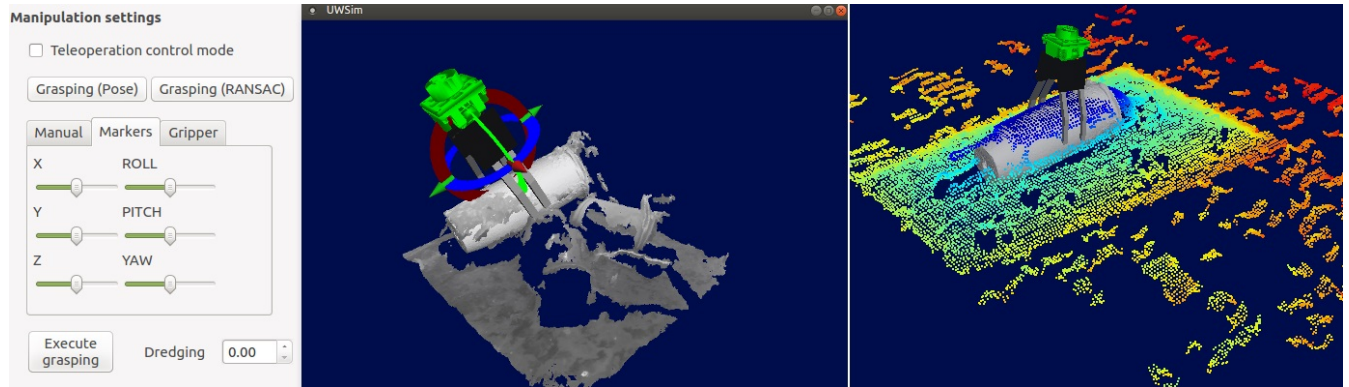 Manipulation settings
Teleoperation control mode
Grasping (Pose) Grasping (RANSAC)
Manual Markers Gripper
X ROLL
Y PITCH
Z YAW
Execute
grasping
Dredging 0.00
UWSim